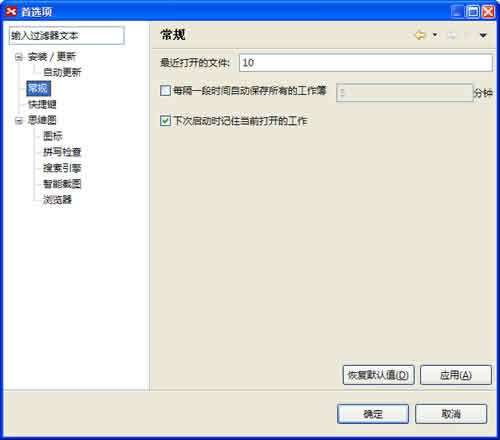 首选项
输入过滤器文本
安装 / 更新
自动更新
常规
快捷键
思维图
图标
拼写检查
搜索引擎
智能截图
浏览器
常规
最近打开的文件: 10
每隔一段时间自动保存所有的工作簿 5 分钟
下次启动时记住当前打开的工作
恢复默认值(D) 应用(A)
确定 取消